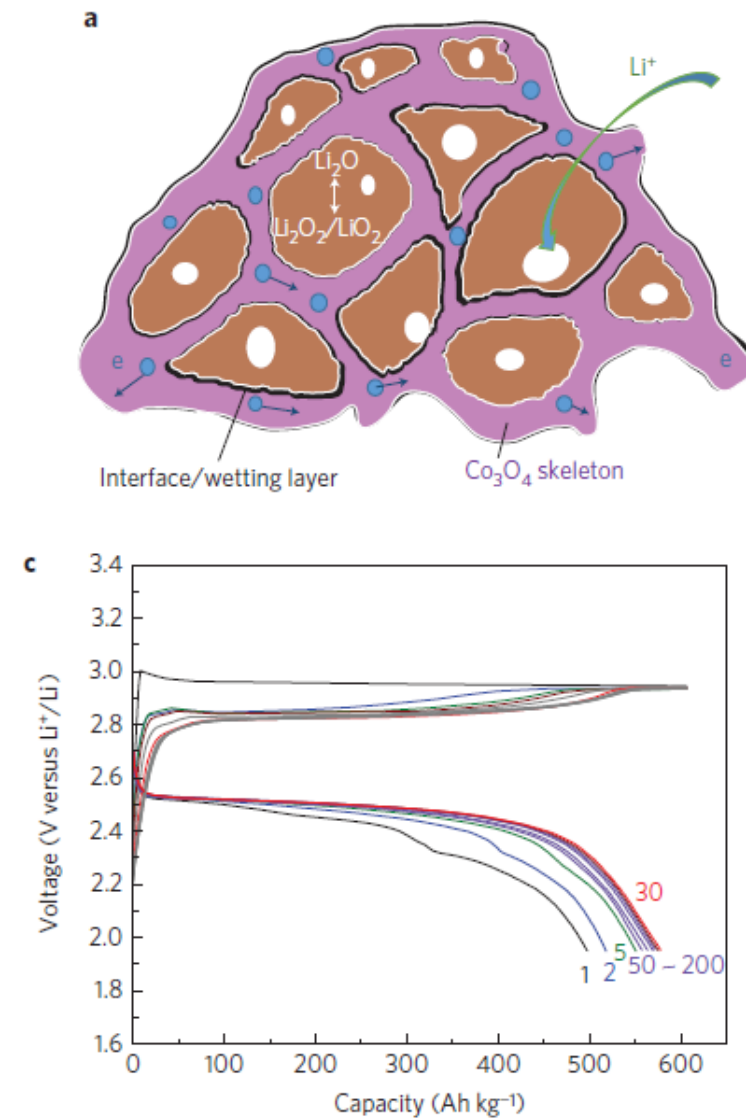 a
Li⁺
Li₂O
Li₂O₂/LiO₂
e
e
Interface/wetting layer
Co₃O₄ skeleton
c
3.4
3.2
3.0
2.8
2.6
2.4
2.2
2.0
1.8
1.6
Voltage (V versus Li⁺/Li)
30
5
1 2 50 – 200
0 100 200 300 400 500 600
Capacity (Ah kg⁻¹)